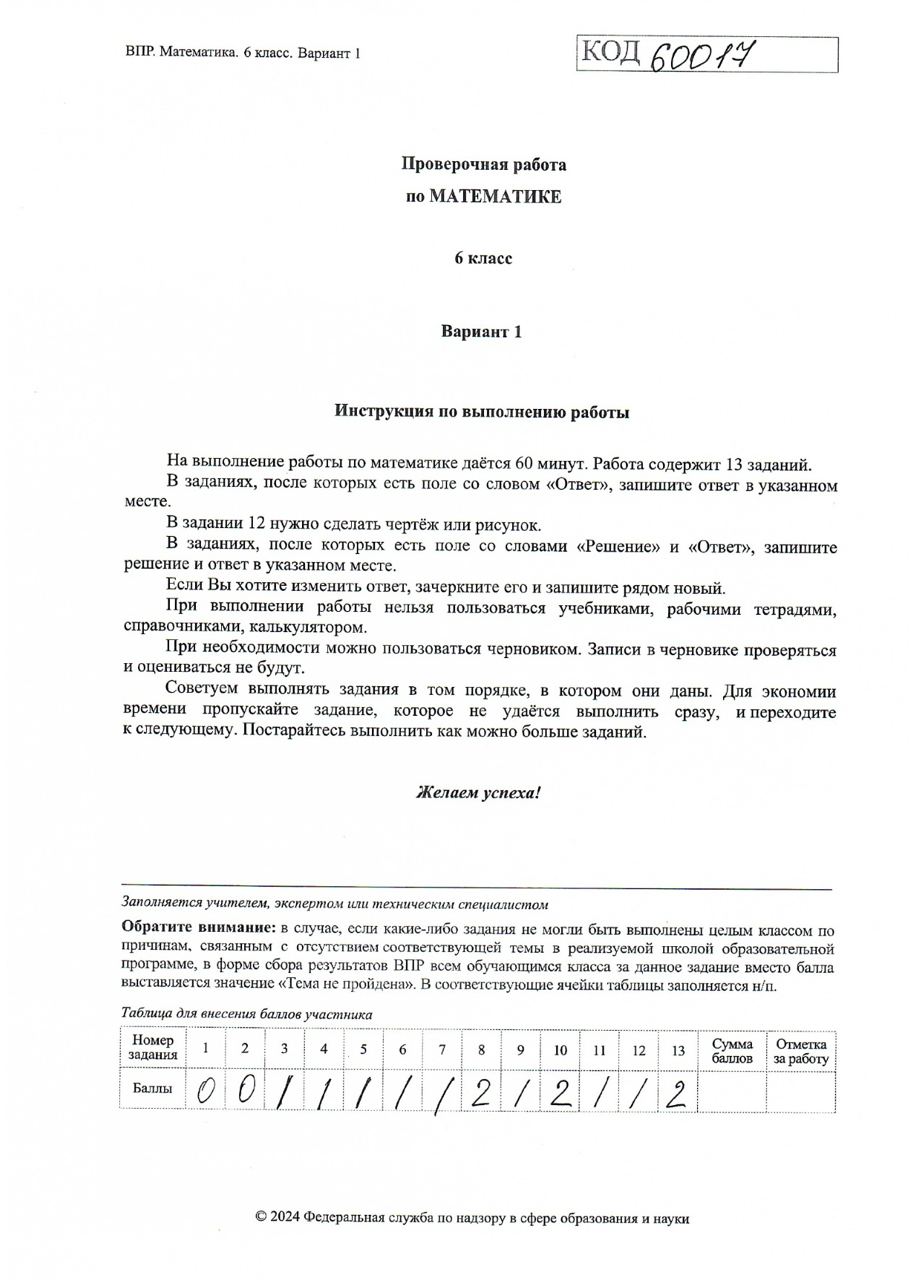 ВПР. Математика. 6 класс. Вариант 1
КОД 60017
Проверочная работа
по МАТЕМАТИКЕ
6 класс
Вариант 1
Инструкция по выполнению работы
На выполнение работы по математике даётся 60 минут. Работа содержит 13 заданий.
В заданиях, после которых есть поле со словом «Ответ», запишите ответ в указанном
месте.
В задании 12 нужно сделать чертёж или рисунок.
В заданиях, после которых есть поле со словами «Решение» и «Ответ», запишите
решение и ответ в указанном месте.
Если Вы хотите изменить ответ, зачеркните его и запишите рядом новый.
При выполнении работы нельзя пользоваться учебниками, рабочими тетрадями,
справочниками, калькулятором.
При необходимости можно пользоваться черновиком. Записи в черновике проверяться
и оцениваться не будут.
Советуем выполнять задания в том порядке, в котором они даны. Для экономии
времени пропускайте задание, которое не удаётся выполнить сразу, и переходите
к следующему. Постарайтесь выполнить как можно больше заданий.
Желаем успеха!
Заполняется учителем, экспертом или техническим специалистом
Обратите внимание: в случае, если какие-либо задания не могли быть выполнены целым классом по
причинам, связанным с отсутствием соответствующей темы в реализуемой школой образовательной
программе, в форме сбора результатов ВПР всем обучающимся класса за данное задание вместо балла
выставляется значение «Тема не пройдена». В соответствующие ячейки таблицы заполняется н/п.
Таблица для внесения баллов участника
Номер задания 1 2 3 4 5 6 7 8 9 10 11 12 13 Сумма баллов Отметка за работу
Баллы 0 0 1 1 1 1 1 2 1 2 1 1 2
© 2024 Федеральная служба по надзору в сфере образования и науки